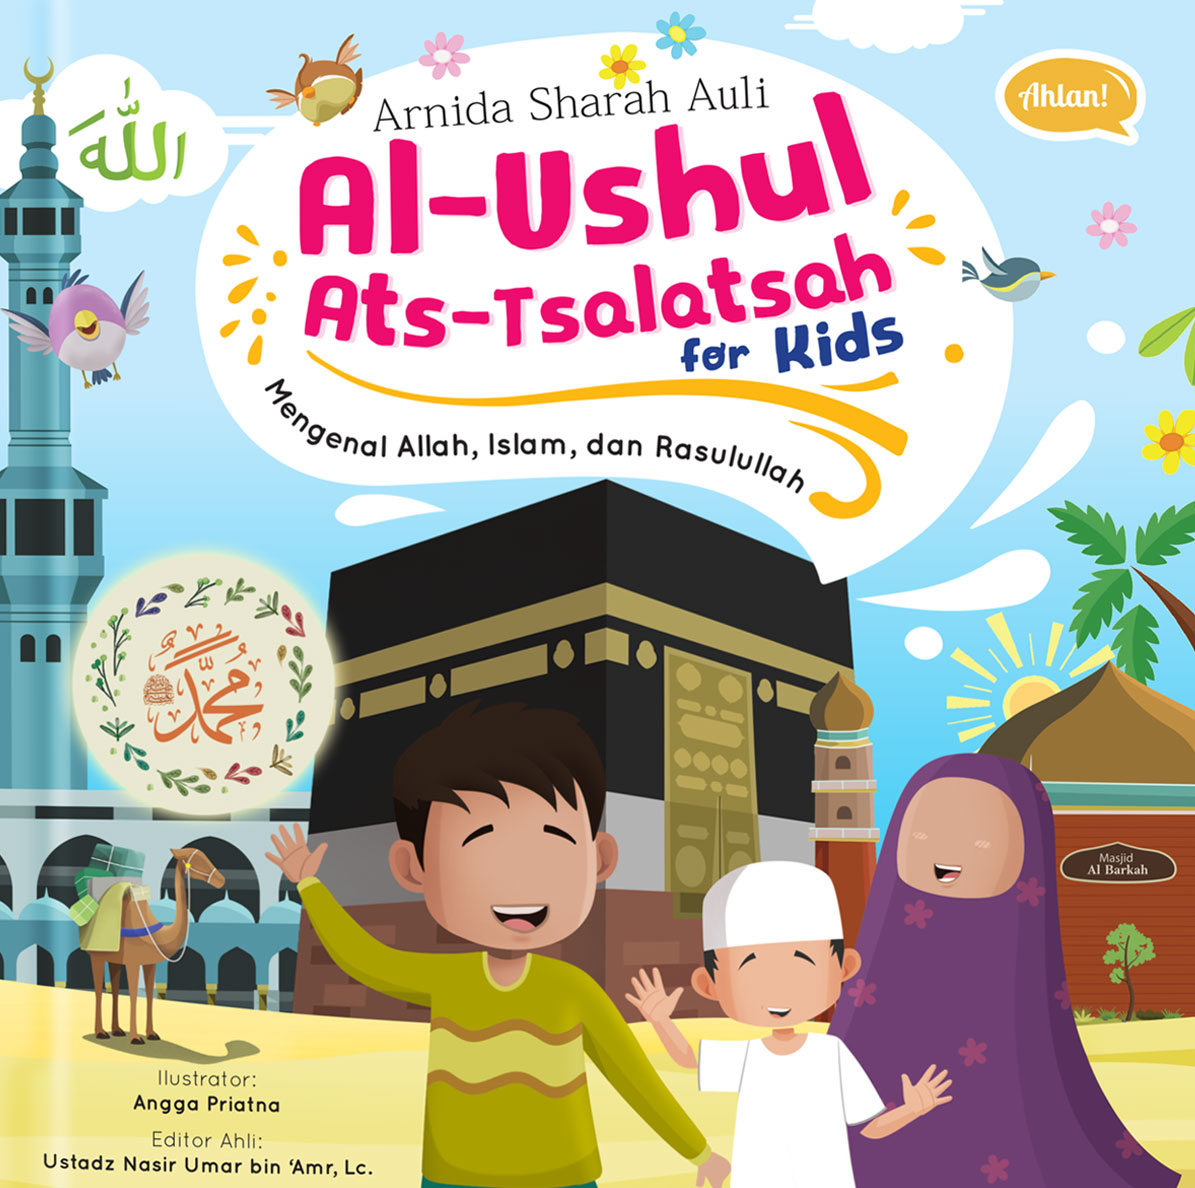 Arnida Sharah Auli
Ahlan!
الله
Al-Ushul
Ats-Tsalatsah
for Kids
Mengenal Allah, Islam, dan Rasulullah
محمد
Masjid
Al Barkah
Ilustrator:
Angga Priatna
Editor Ahli:
Ustadz Nasir Umar bin ‘Amr, Lc.